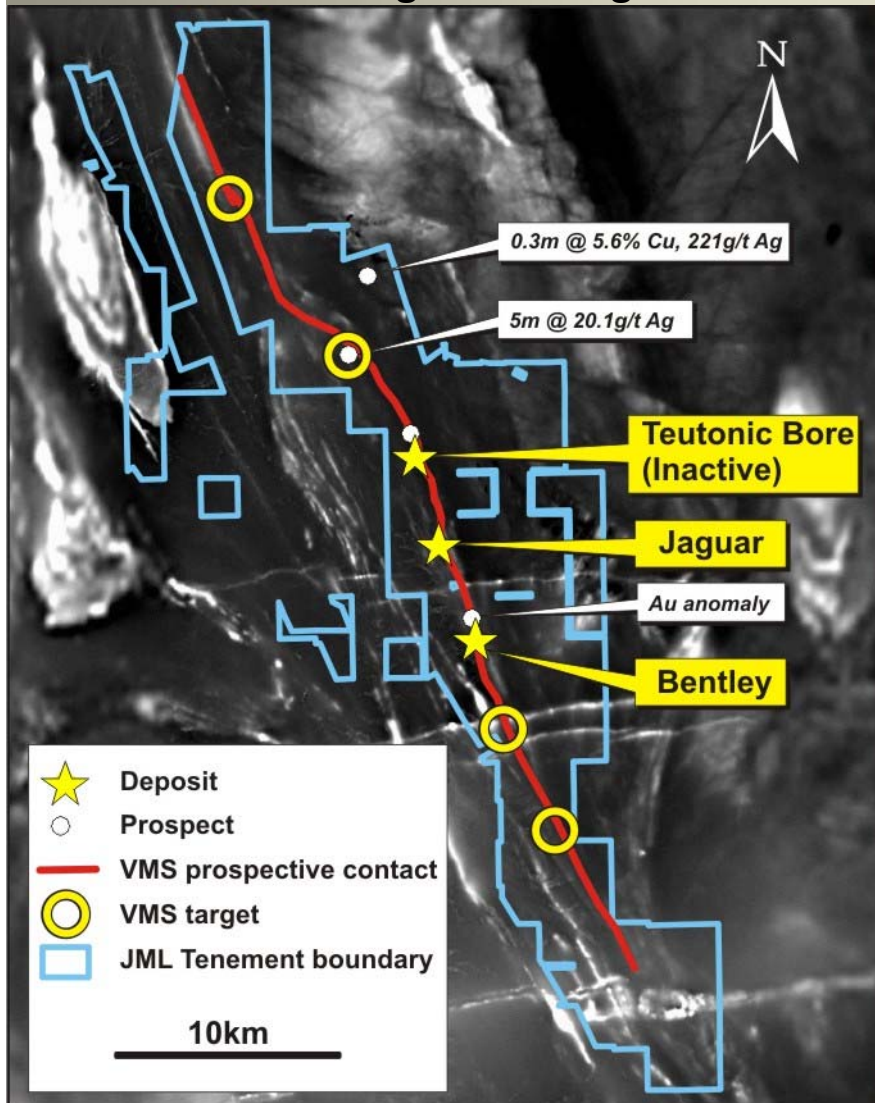 N
0.3m @ 5.6% Cu, 221g/t Ag
5m @ 20.1g/t Ag
Teutonic Bore
(Inactive)
Jaguar
Au anomaly
Bentley
Deposit
Prospect
VMS prospective contact
VMS target
JML Tenement boundary
10km